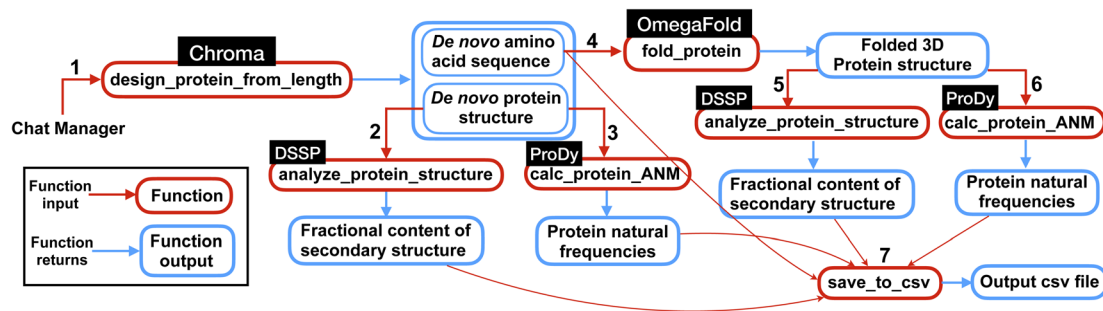 Chroma
1
design_protein_from_length
Chat Manager
De novo amino
acid sequence
De novo protein
structure
4
OmegaFold
fold_protein
Folded 3D
Protein structure
2
DSSP
analyze_protein_structure
Fractional content of
secondary structure
3
ProDy
calc_protein_ANM
Protein natural
frequencies
5
DSSP
analyze_protein_structure
Fractional content of
secondary structure
6
ProDy
calc_protein_ANM
Protein natural
frequencies
7
save_to_csv
Output csv file
Function
input
Function
Function
returns
Function
output